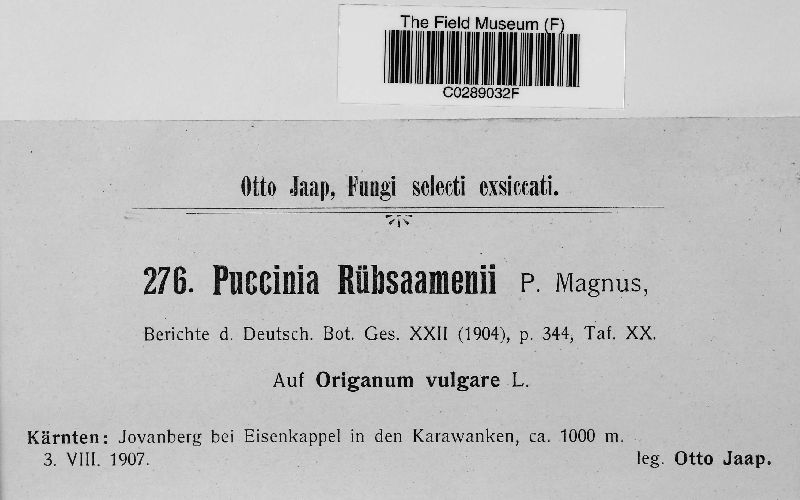 The Field Museum (F)
C0289032F
Otto Jaap, Fungi selecti exsiccati.
276. Puccinia Rübsaamenii P. Magnus,
Berichte d. Deutsch. Bot. Ges. XXII (1904), p. 344, Taf. XX.
Auf Origanum vulgare L.
Kärnten: Jovanberg bei Eisenkappel in den Karawanken, ca. 1000 m.
3. VIII. 1907. leg. Otto Jaap.